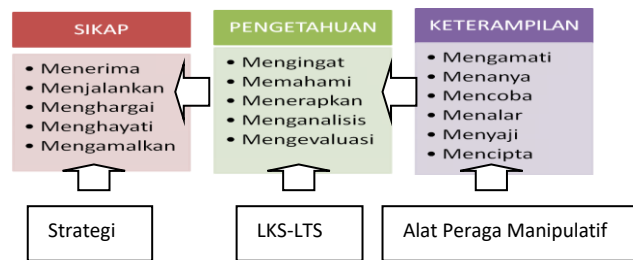 SIKAP
• Menerima
• Menjalankan
• Menghargai
• Menghayati
• Mengamalkan
PENGETAHUAN
• Mengingat
• Memahami
• Menerapkan
• Menganalisis
• Mengevaluasi
KETERAMPILAN
• Mengamati
• Menanya
• Mencoba
• Menalar
• Menyaji
• Mencipta
Strategi
LKS-LTS
Alat Peraga Manipulatif